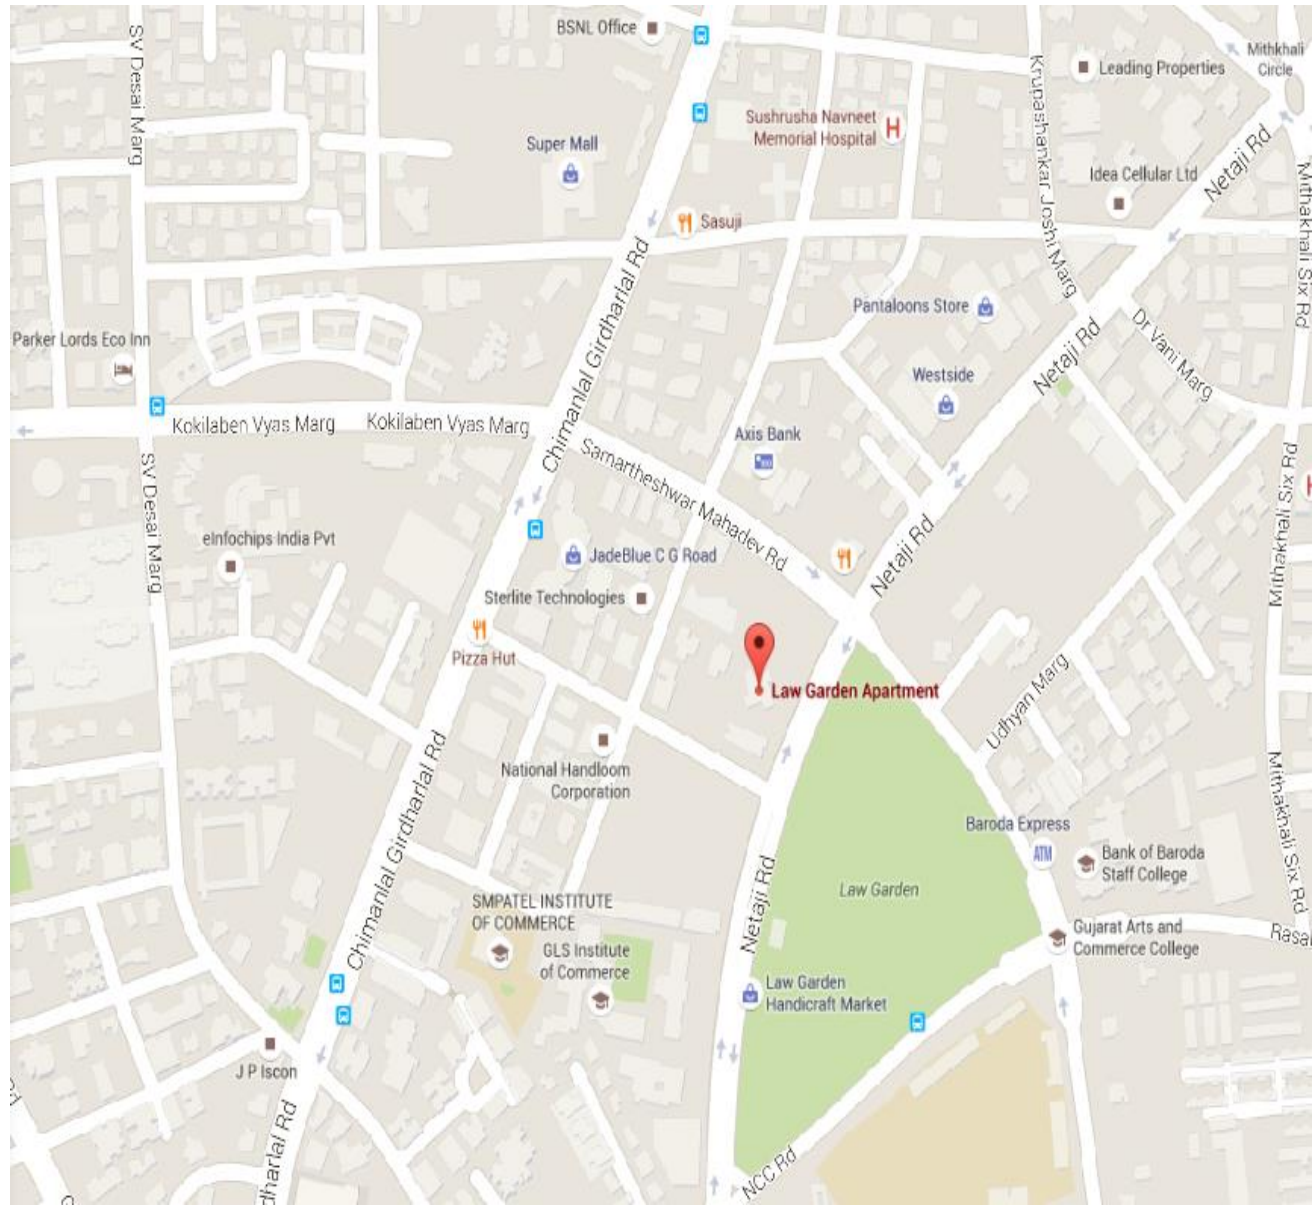 SV Desai Marg
BSNL Office
Mithkhali
Circle
Leading Properties
Krupashankar Joshi Marg
Sushrusha Navneet
Memorial Hospital
H
Super Mall
Netaji Rd
Idea Cellular Ltd
Mithakhali Six Rd
Sasuji
Chimanlal Girdharlal Rd
Pantaloons Store
Dr Vani Marg
Netaji Rd
Parker Lords Eco Inn
Westside
Kokilaben Vyas Marg
Kokilaben Vyas Marg
Axis Bank
Samartheshwar Mahadev Rd
SV Desai Marg
Mithakhali Six Rd
eInfochips India Pvt
JadeBlue C G Road
Netaji Rd
Sterlite Technologies
Pizza Hut
Law Garden Apartment
Udhyan Marg
National Handloom
Corporation
Chimanlal Girdharlal Rd
Mithakhali Six Rd
Baroda Express
ATM
Bank of Baroda
Staff College
Law Garden
Netaji Rd
SMPATEL INSTITUTE
OF COMMERCE
GLS Institute
of Commerce
Gujarat Arts and
Commerce College
Rasal
Law Garden
Handicraft Market
J P Iscon
dharlal Rd
NCC Rd